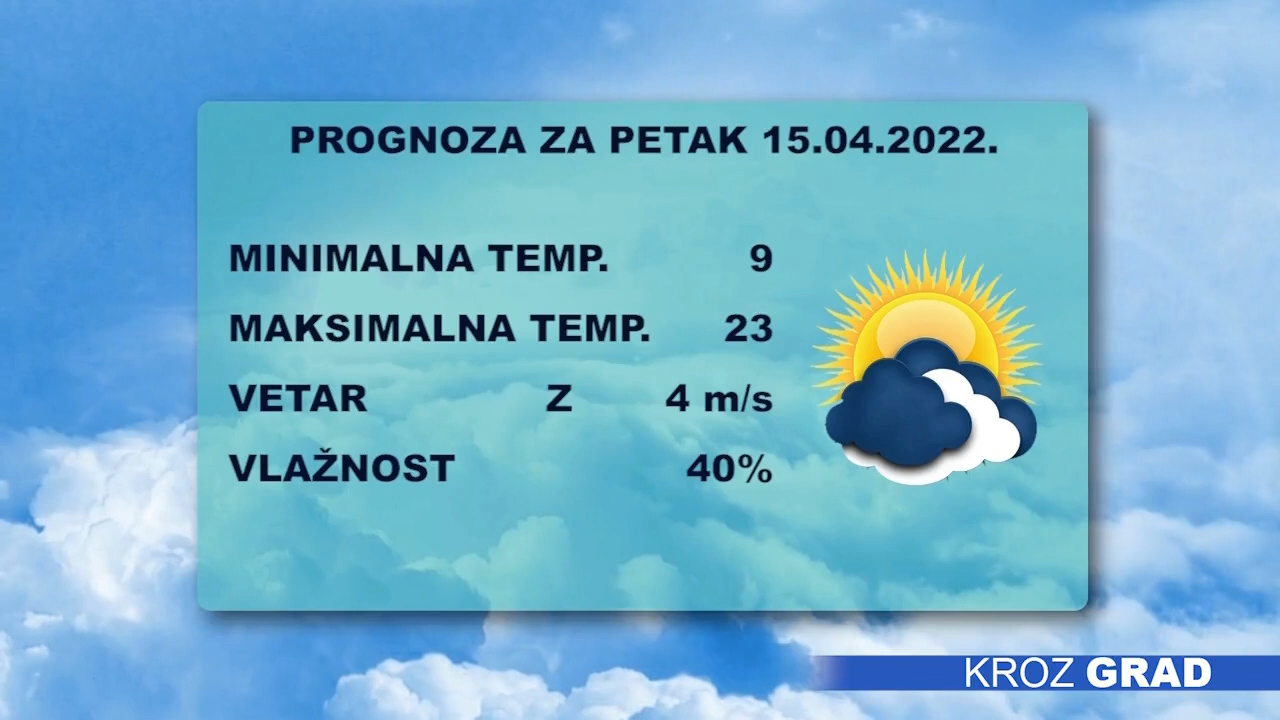 PROGNOZA ZA PETAK 15.04.2022.
MINIMALNA TEMP. 9
MAKSIMALNA TEMP. 23
VETAR Z 4 m/s
VLAŽNOST 40%
KROZ GRAD